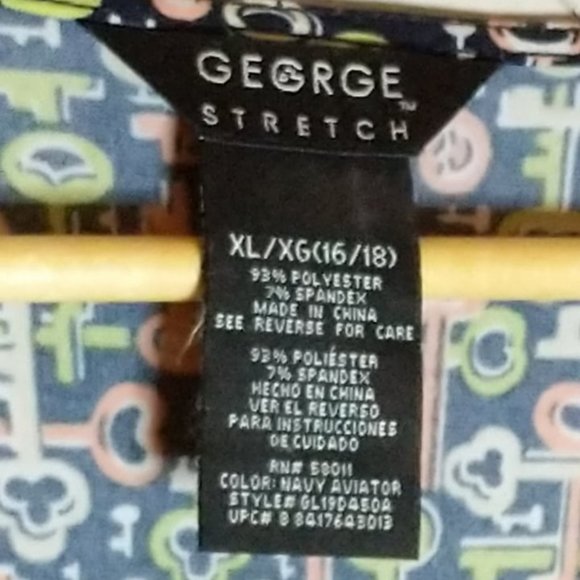 GEORGE™
STRETCH
XL/XG(16/18)
93% POLYESTER
7% SPANDEX
MADE IN CHINA
SEE REVERSE FOR CARE
93% POLIÉSTER
7% SPANDEX
HECHO EN CHINA
VER EL REVERSO
PARA INSTRUCCIONES
DE CUIDADO
RN# 58011
COLOR: NAVY AVIATOR
STYLE# GL19D450A
UPC# 8 8417643013